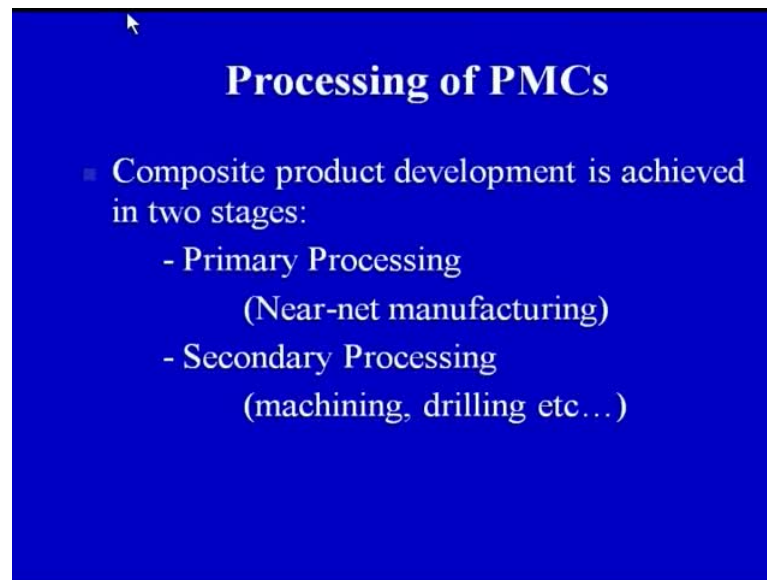 Processing of PMCs
Composite product development is achieved
in two stages:
- Primary Processing
(Near-net manufacturing)
- Secondary Processing
(machining, drilling etc…)